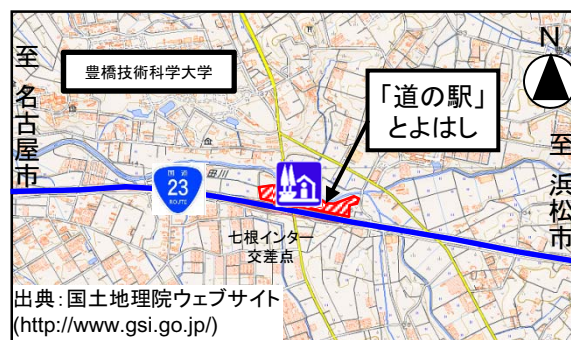 至 名古屋市
豊橋技術科学大学
N
「道の駅」
とよはし
至 浜松市
国道
23
ROUTE
田川
七根インター
交差点
出典:国土地理院ウェブサイト
(http://www.gsi.go.jp/)